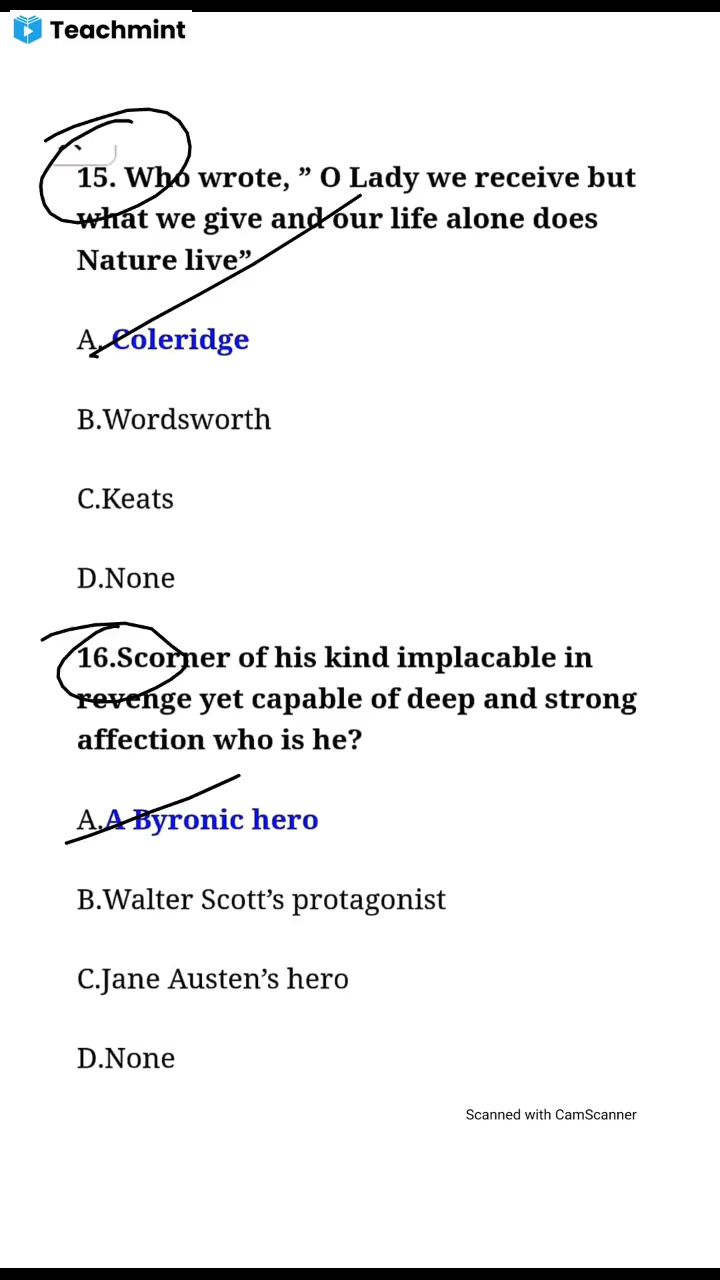 Teachmint
15. Who wrote, ” O Lady we receive but
what we give and our life alone does
Nature live”
A. Coleridge
B.Wordsworth
C.Keats
D.None
16.Scorner of his kind implacable in
revenge yet capable of deep and strong
affection who is he?
A.A Byronic hero
B.Walter Scott’s protagonist
C.Jane Austen’s hero
D.None
Scanned with CamScanner